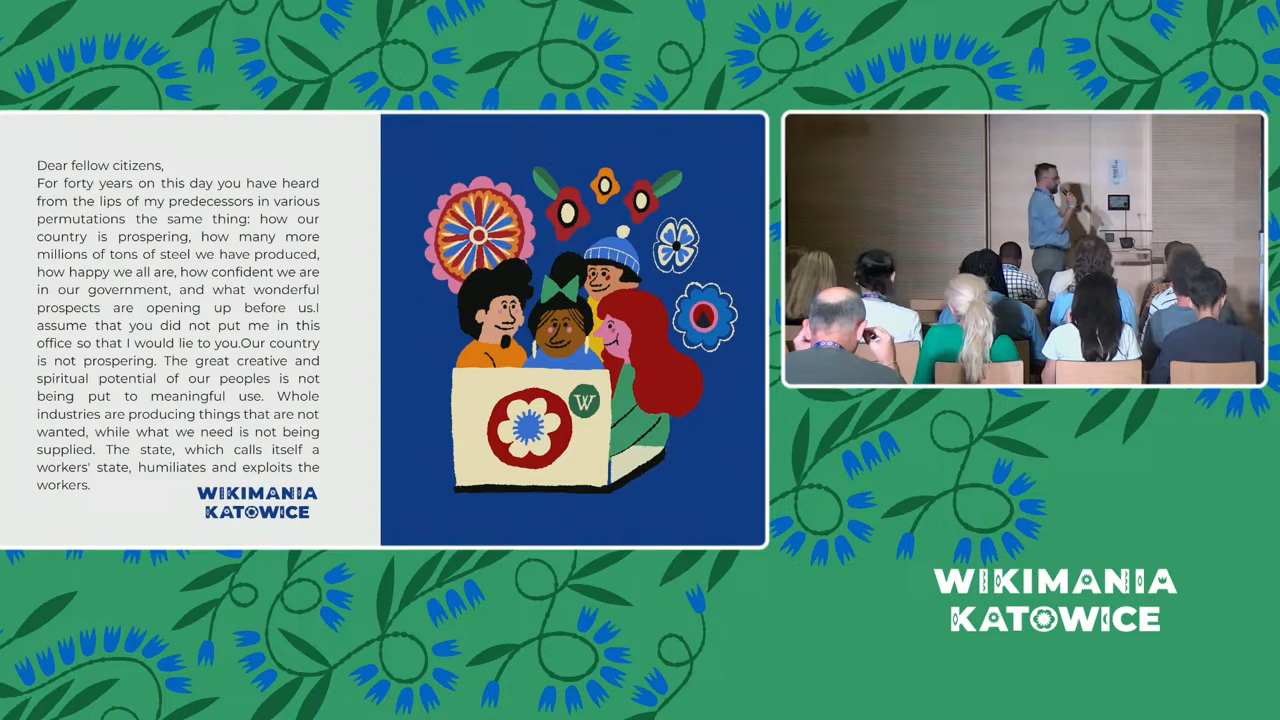 Dear fellow citizens,
For forty years on this day you have heard
from the lips of my predecessors in various
permutations the same thing: how our
country is prospering, how many more
millions of tons of steel we have produced,
how happy we all are, how confident we are
in our government, and what wonderful
prospects are opening up before us.I
assume that you did not put me in this
office so that I would lie to you.Our country
is not prospering. The great creative and
spiritual potential of our peoples is not
being put to meaningful use. Whole
industries are producing things that are not
wanted, while what we need is not being
supplied. The state, which calls itself a
workers' state, humiliates and exploits the
workers.
WIKIMANIA
KATOWICE
W
WIKIMANIA
KATOWICE